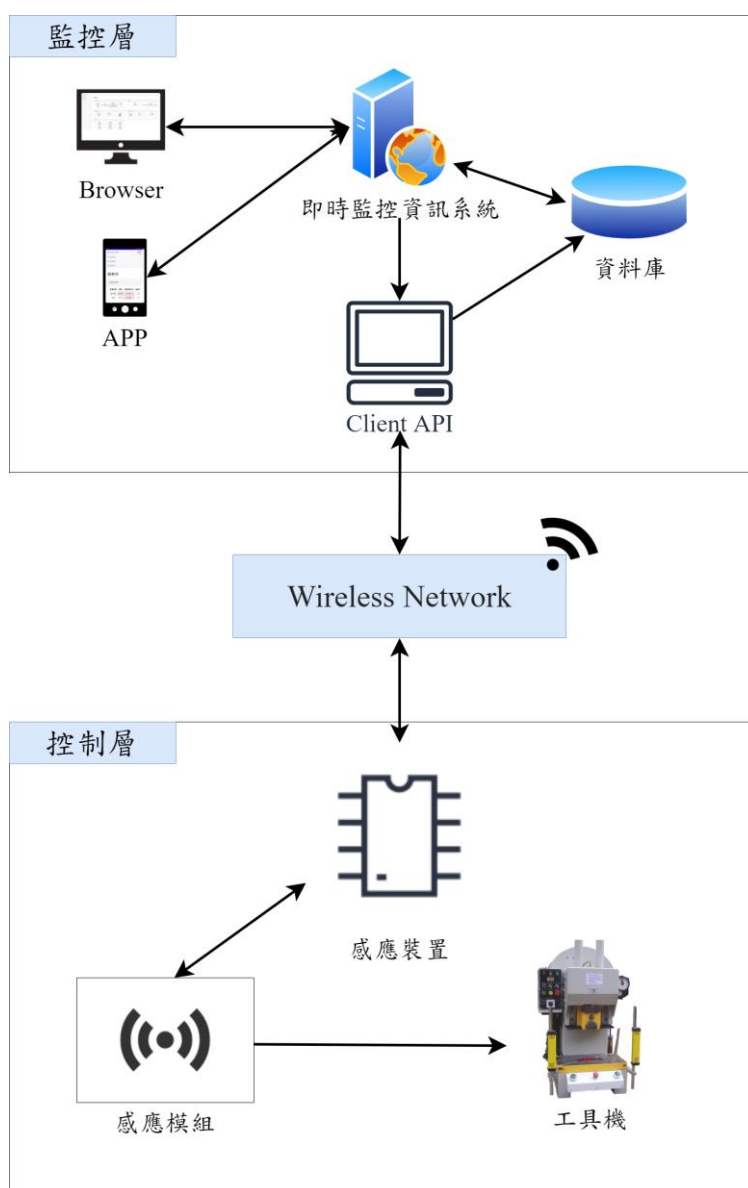 監控層
Browser
即時監控資訊系統
資料庫
APP
Client API
Wireless Network
控制層
感應裝置
感應模組
工具機